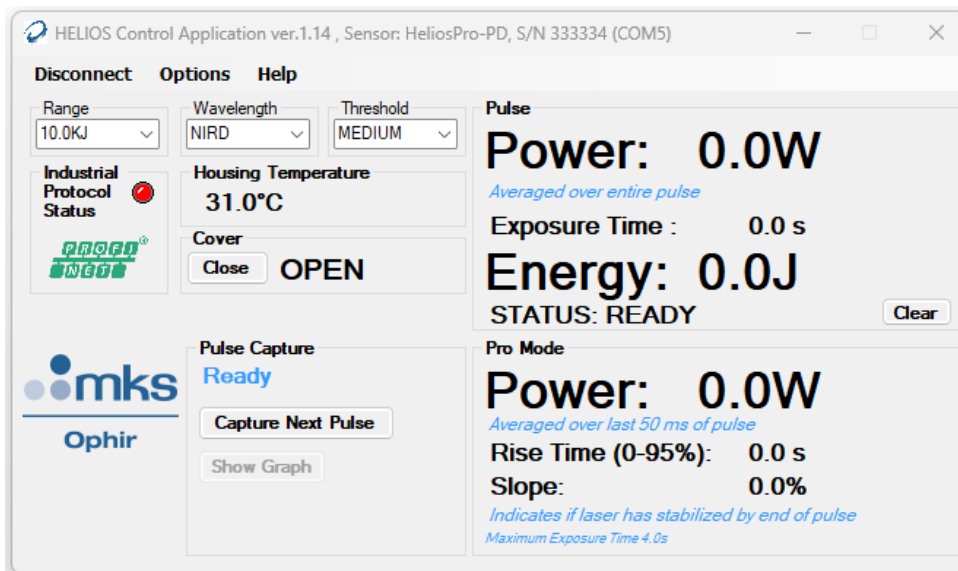 HELIOS Control Application ver.1.14 , Sensor: HeliosPro-PD, S/N 333334 (COM5)
Disconnect Options Help
Range
10.0KJ
Wavelength
NIRD
Threshold
MEDIUM
Industrial
Protocol
Status
PROFI®
NET
Housing Temperature
31.0°C
Cover
Close OPEN
Pulse
Power: 0.0W
Averaged over entire pulse
Exposure Time : 0.0 s
Energy: 0.0J
STATUS: READY
Clear
mks
Ophir
Pulse Capture
Ready
Capture Next Pulse
Show Graph
Pro Mode
Power: 0.0W
Averaged over last 50 ms of pulse
Rise Time (0-95%): 0.0 s
Slope: 0.0%
Indicates if laser has stabilized by end of pulse
Maximum Exposure Time 4.0s